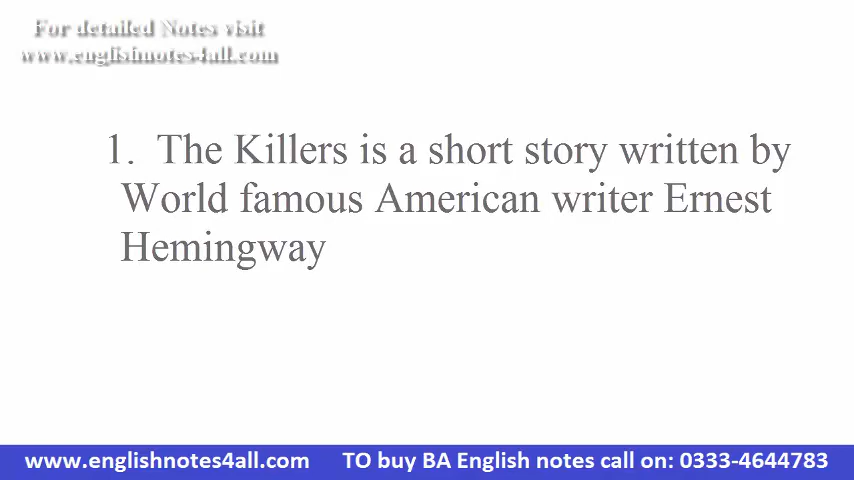 For detailed Notes visit
www.englisinotes4all.com
1. The Killers is a short story written by
World famous American writer Ernest
Hemingway
www.englishnotes4all.com TO buy BA English notes call on: 0333-4644783